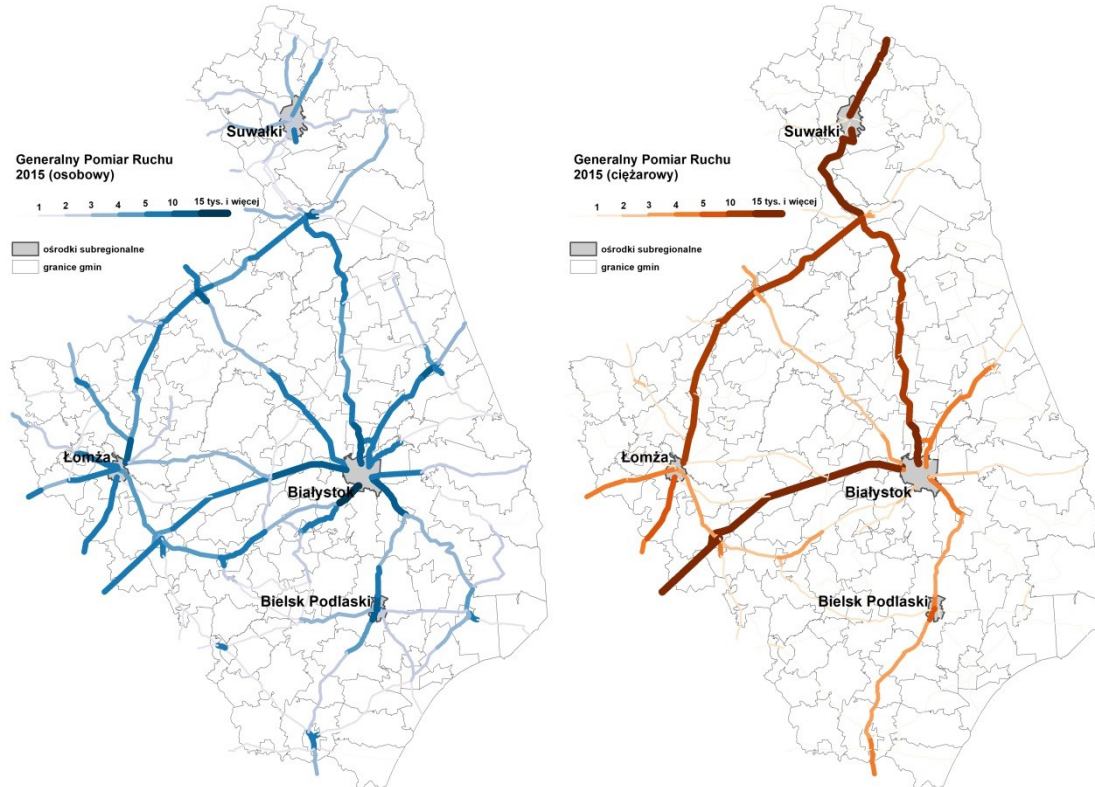 Suwałki
Generalny Pomiar Ruchu
2015 (osobowy)
1 2 3 4 5 10 15 tys. i więcej
ośrodki subregionalne
granice gmin
Łomża
Białystok
Bielsk Podlaski
Suwałki
Generalny Pomiar Ruchu
2015 (ciężarowy)
1 2 3 4 5 10 15 tys. i więcej
ośrodki subregionalne
granice gmin
Łomża
Białystok
Bielsk Podlaski